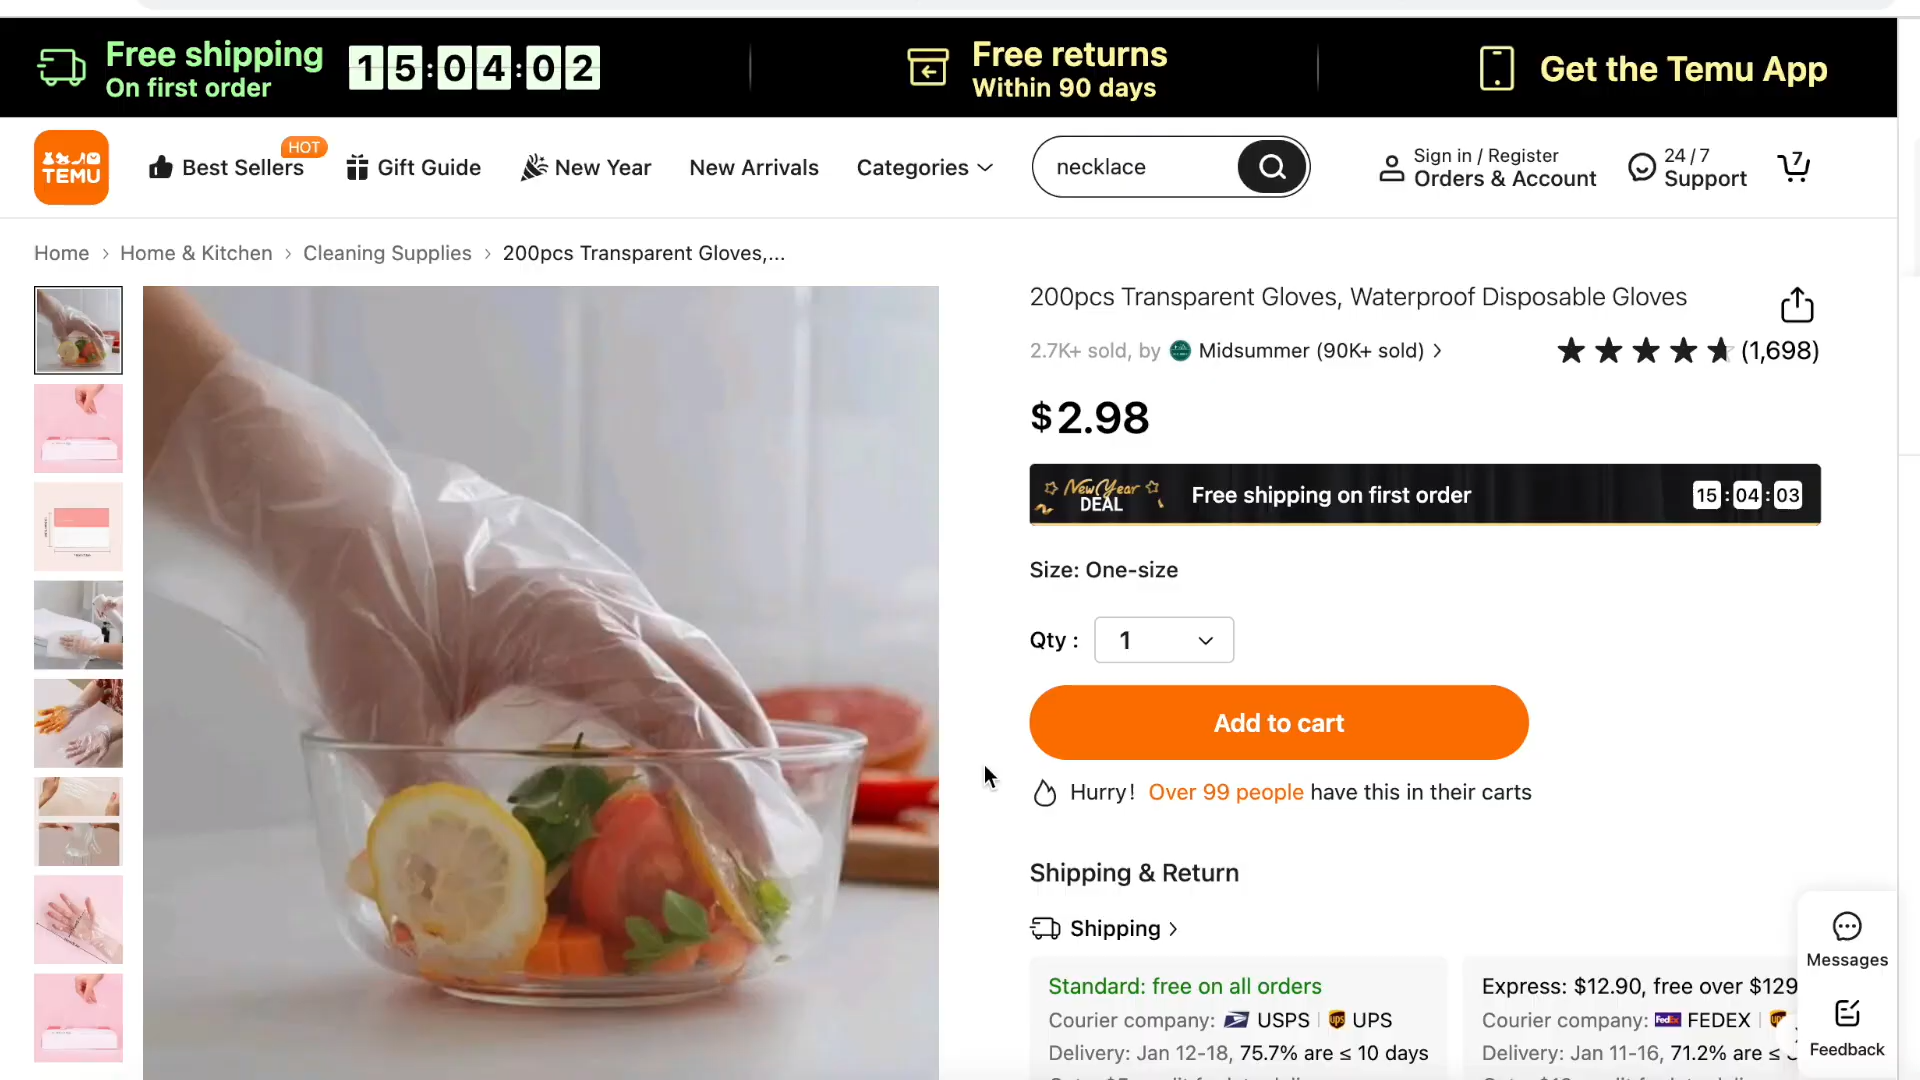 Free shipping
On first order
15:04:02
Free returns
Within 90 days
Get the Temu App
TEMU
Best Sellers
HOT
Gift Guide
New Year
New Arrivals
Categories
necklace
Sign in / Register
Orders & Account
24/7
Support
7
Home › Home & Kitchen › Cleaning Supplies › 200pcs Transparent Gloves,...
200pcs Transparent Gloves, Waterproof Disposable Gloves
2.7K+ sold, by Midsummer (90K+ sold) >
(1,698)
$2.98
New Year
DEAL
Free shipping on first order
15:04:03
Size: One-size
Qty :
1
Add to cart
Hurry! Over 99 people have this in their carts
Shipping & Return
Shipping >
Standard: free on all orders
Courier company: USPS | UPS
Delivery: Jan 12-18, 75.7% are ≤ 10 days
Express: $12.90, free over $129
Courier company: FedEx FEDEX | ups
Delivery: Jan 11-16, 71.2% are ≤
Messages
Feedback